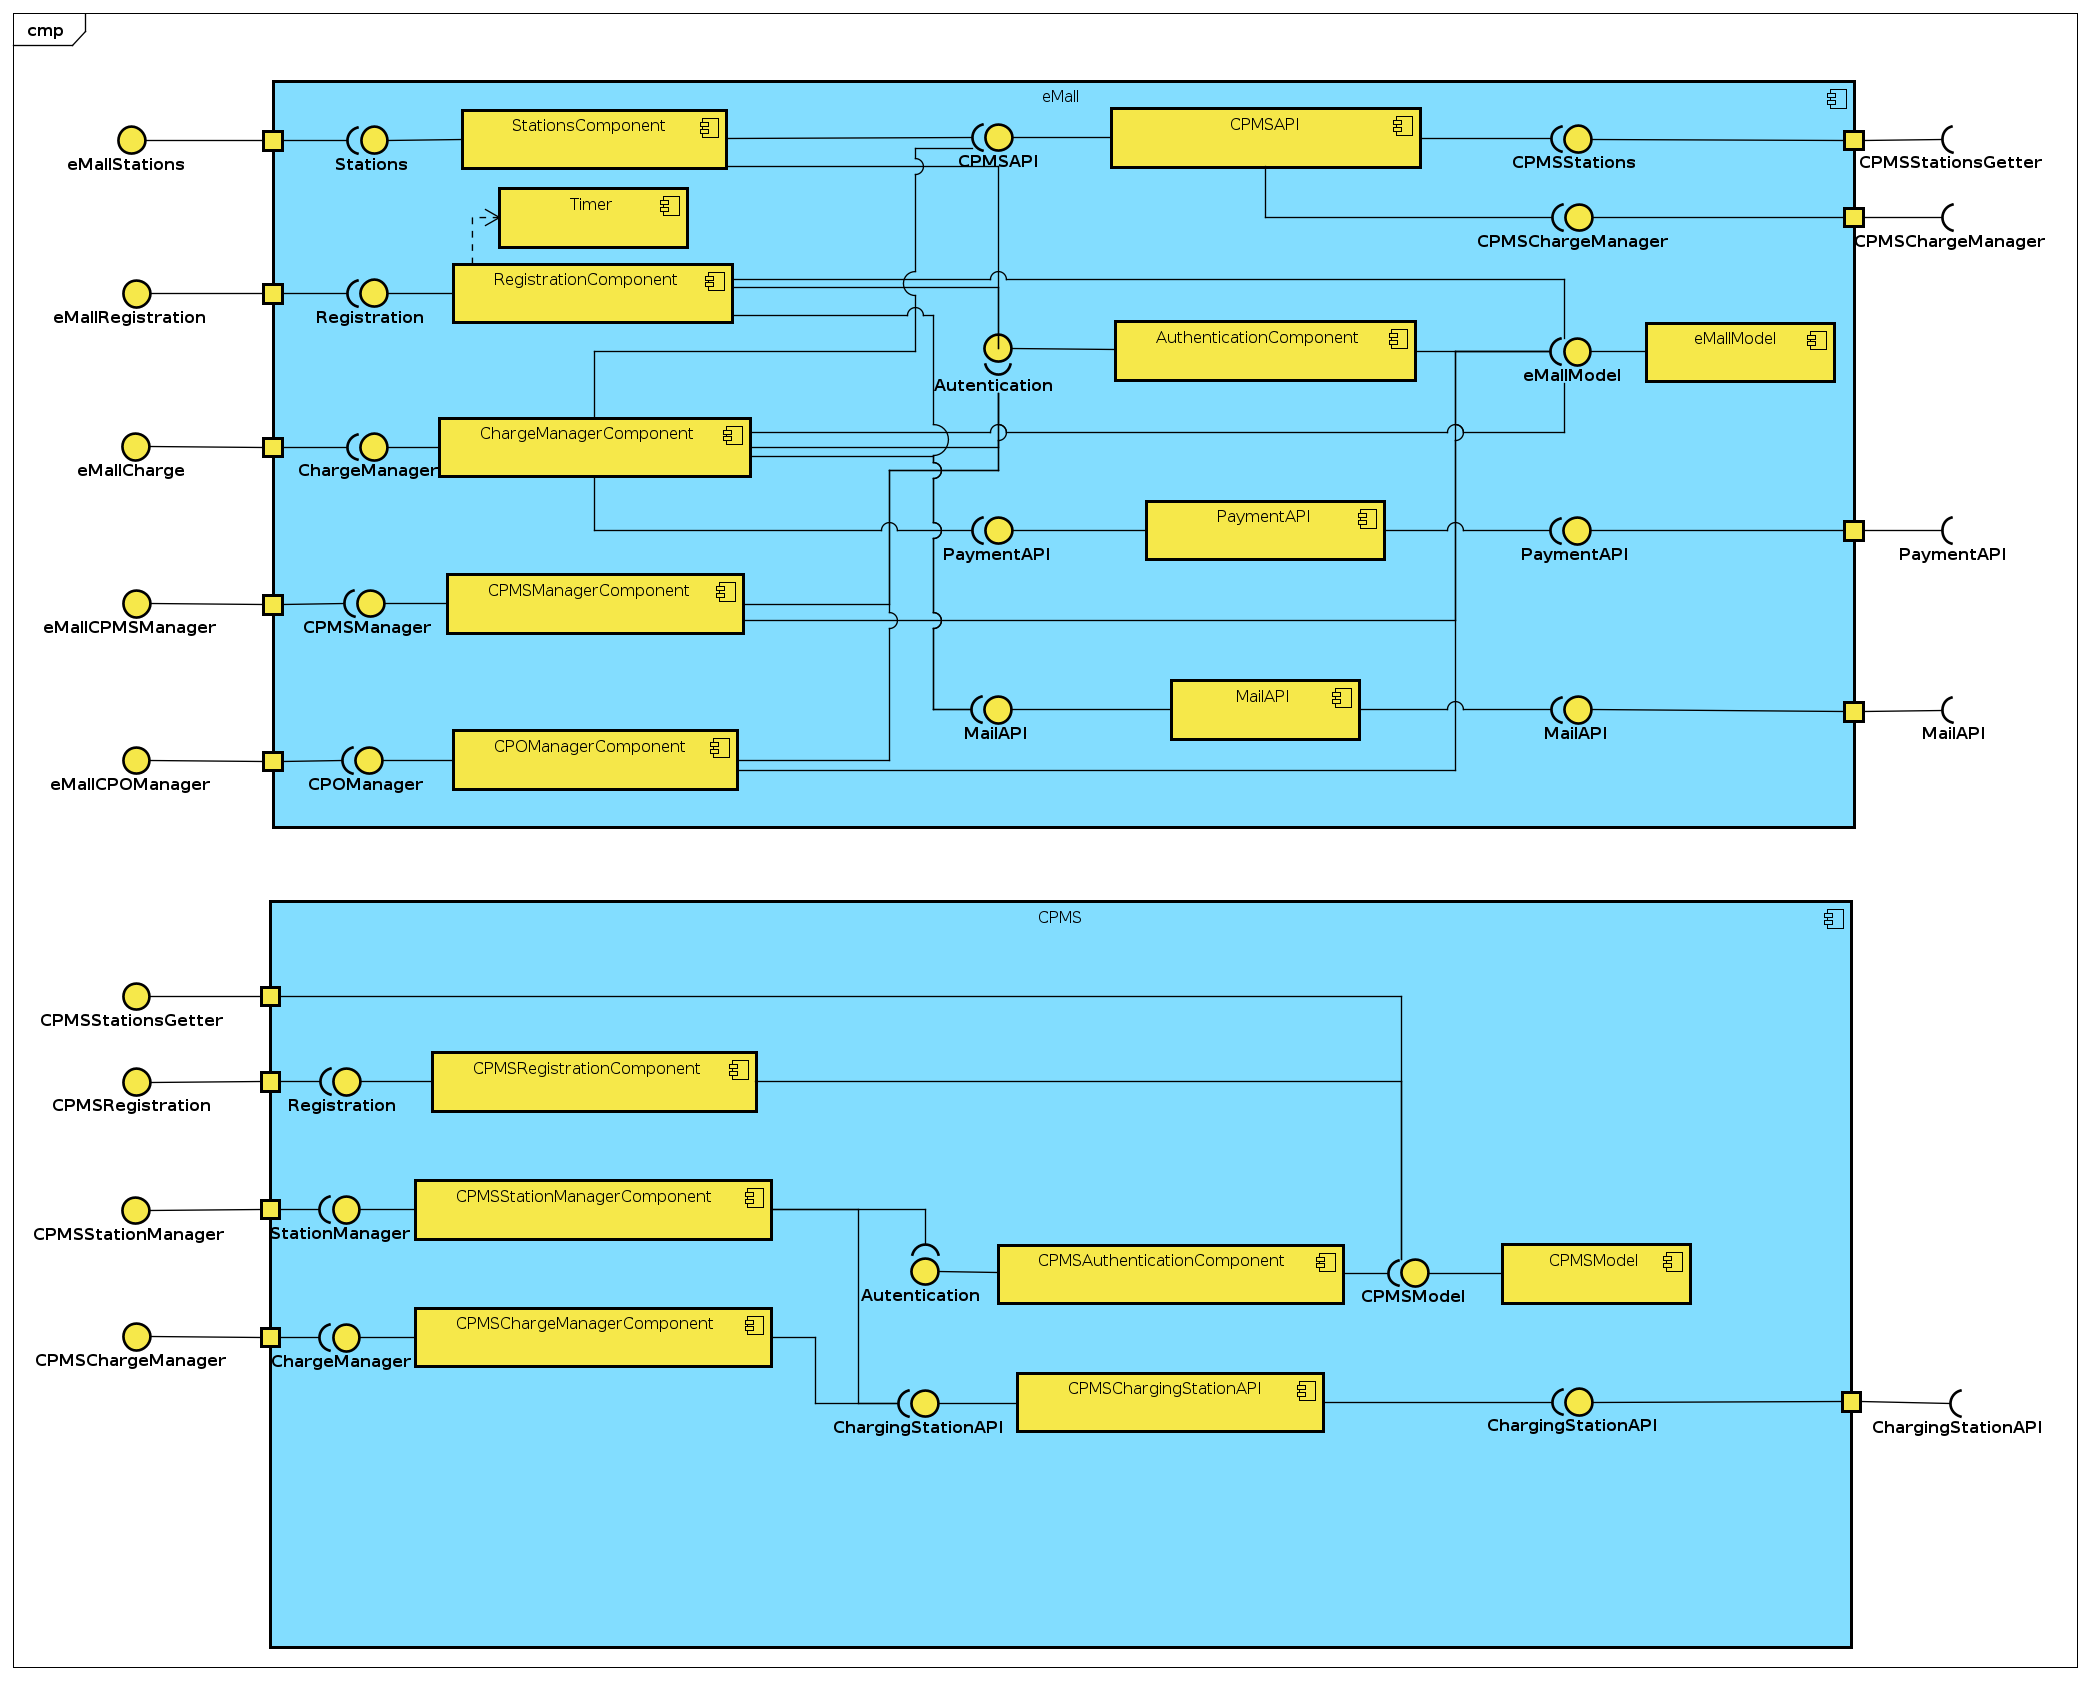 cmp
eMall
StationsComponent
CPMSAPI
eMallStations
Stations
CPMSAPI
CPMSStations
CPMSStationsGetter
Timer
CPMSChargeManager
CPMSChargeManager
RegistrationComponent
eMallRegistration
Registration
AuthenticationComponent
eMallModel
Autentication
eMallModel
ChargeManagerComponent
eMallCharge
ChargeManager
PaymentAPI
PaymentAPI
PaymentAPI
PaymentAPI
CPMSManagerComponent
eMallCPMSManager
CPMSManager
MailAPI
MailAPI
MailAPI
MailAPI
CPOManagerComponent
eMallCPOManager
CPOManager
CPMS
CPMSStationsGetter
CPMSRegistrationComponent
CPMSRegistration
Registration
CPMSStationManagerComponent
CPMSStationManager
StationManager
CPMSAuthenticationComponent
CPMSModel
Autentication
CPMSModel
CPMSChargeManagerComponent
CPMSChargeManager
ChargeManager
CPMSChargingStationAPI
ChargingStationAPI
ChargingStationAPI
ChargingStationAPI